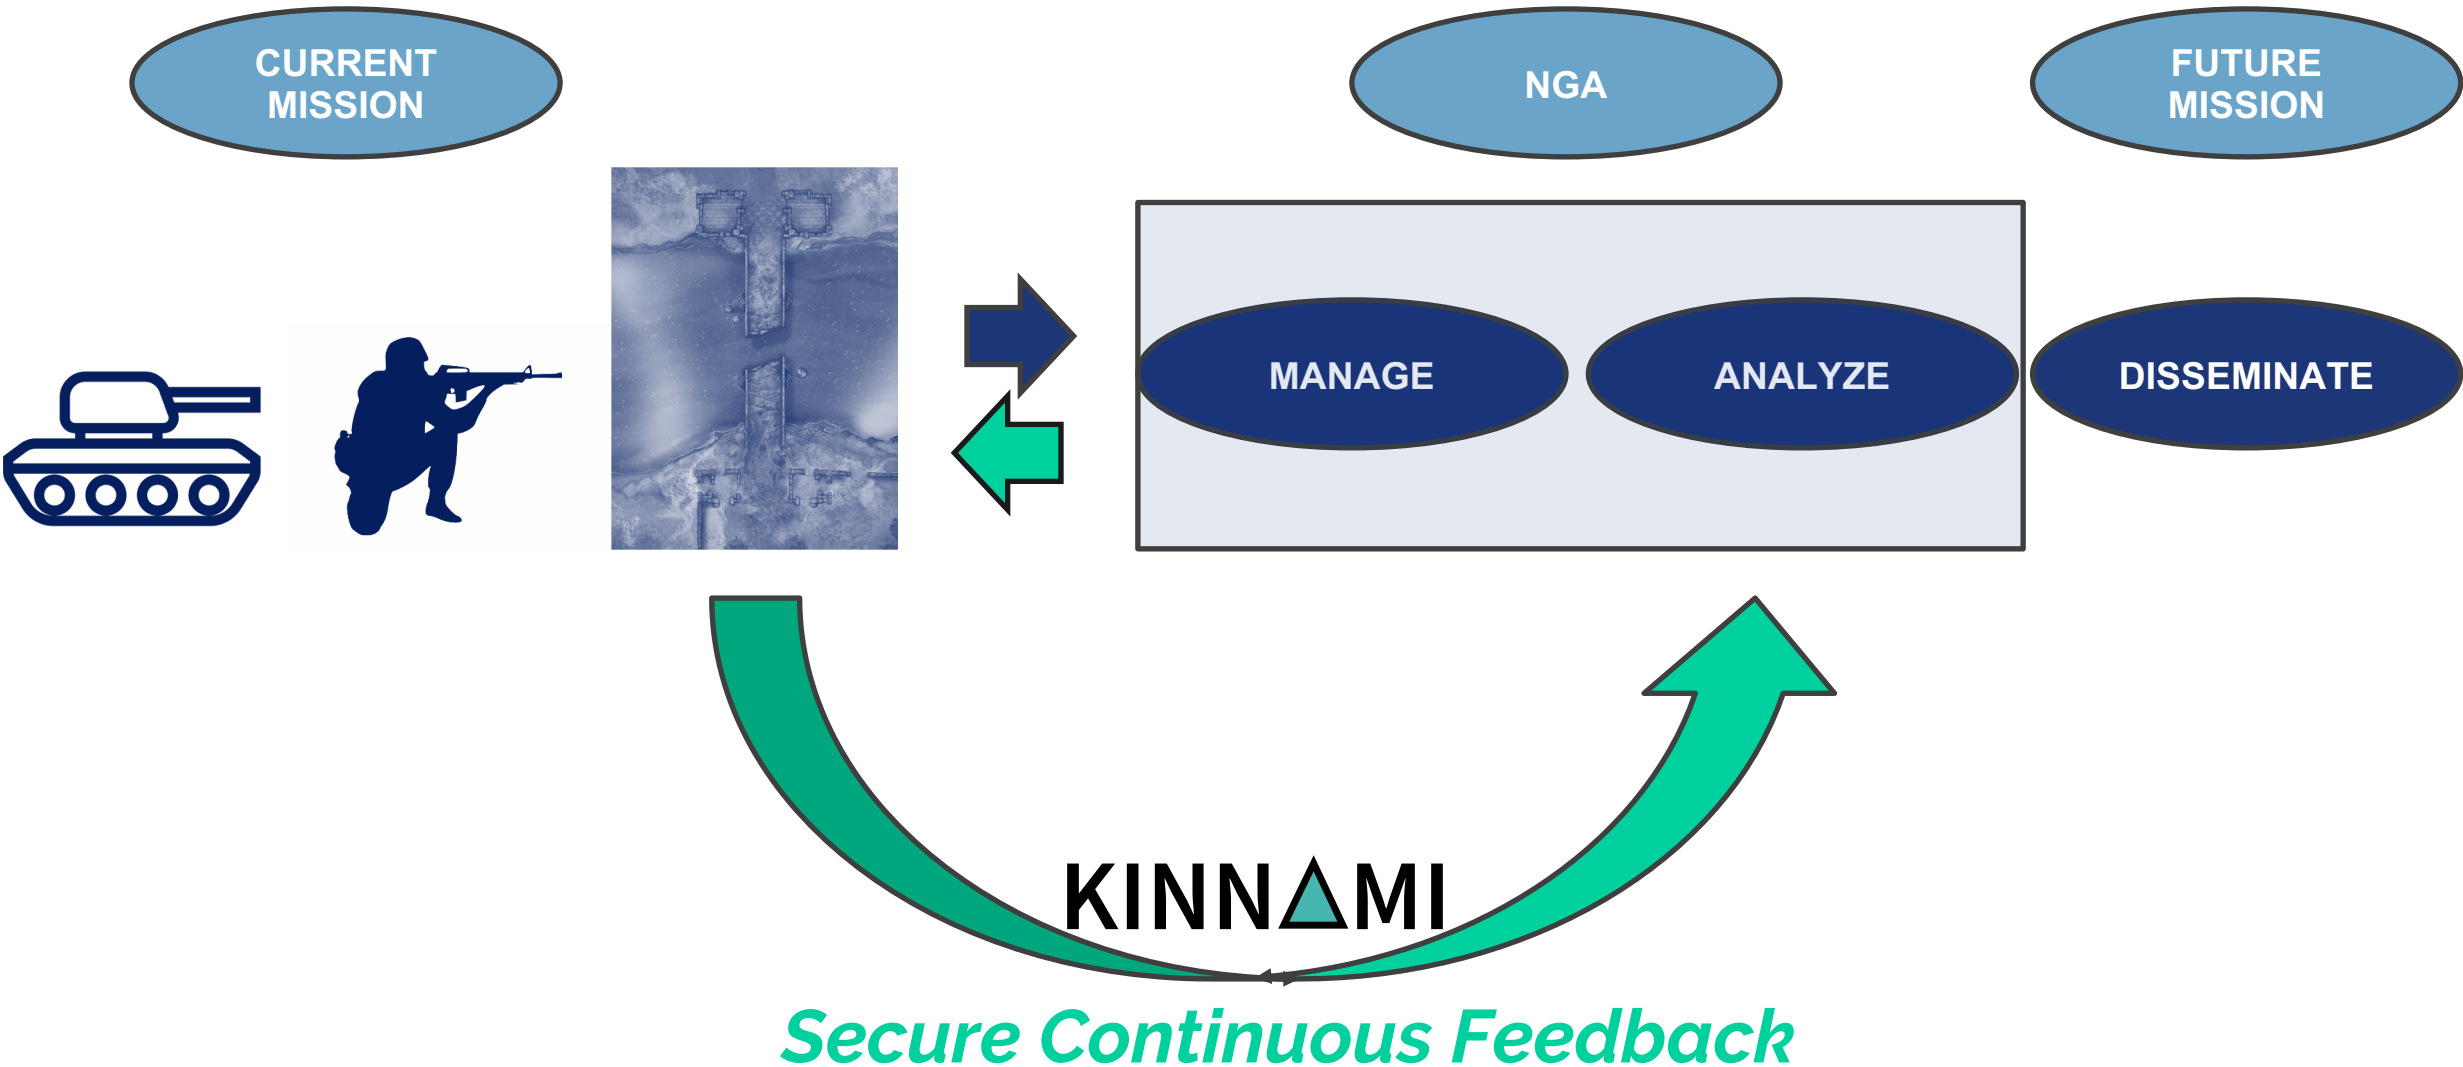 CURRENT
MISSION
NGA
FUTURE
MISSION
MANAGE
ANALYZE
DISSEMINATE
KINNAMI
Secure Continuous Feedback